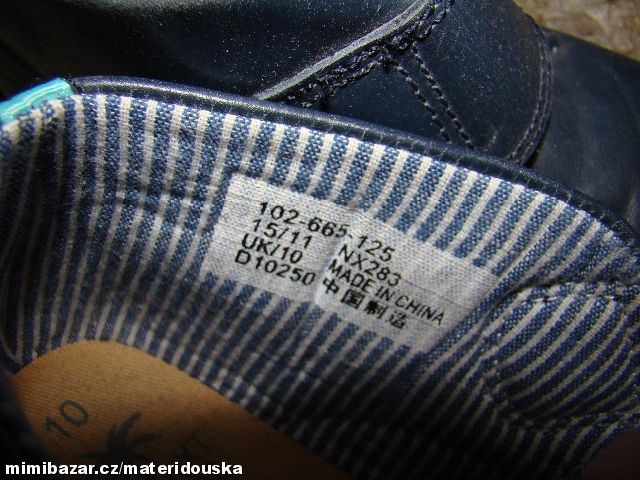 102-665-125
15/11 NX283
UK/10 MADE IN CHINA
D10250 中国制造
10
mimibazar.cz/materidouska